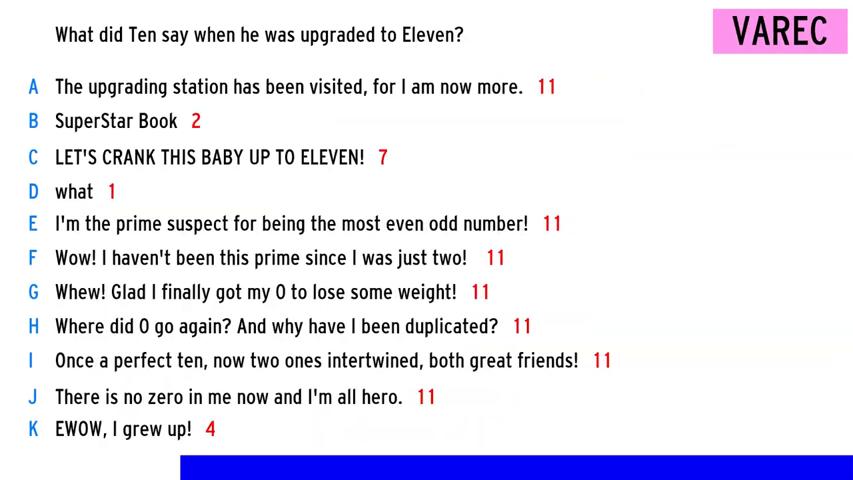 What did Ten say when he was upgraded to Eleven?
VAREC
A The upgrading station has been visited, for I am now more. 11
B SuperStar Book 2
C LET'S CRANK THIS BABY UP TO ELEVEN! 7
D what 1
E I'm the prime suspect for being the most even odd number! 11
F Wow! I haven't been this prime since I was just two! 11
G Whew! Glad I finally got my 0 to lose some weight! 11
H Where did 0 go again? And why have I been duplicated? 11
I Once a perfect ten, now two ones intertwined, both great friends! 11
J There is no zero in me now and I'm all hero. 11
K EWOW, I grew up! 4